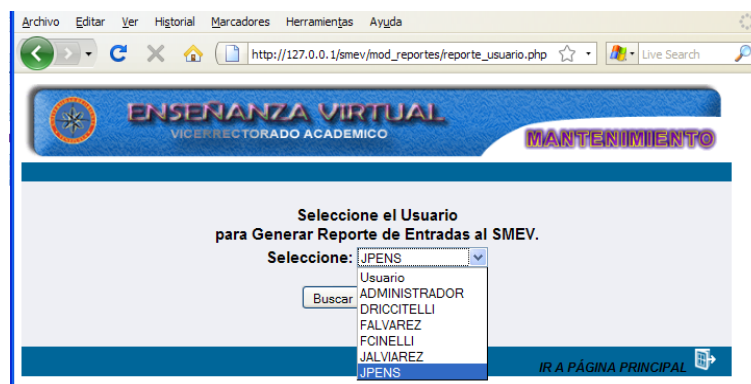 Archivo Editar Ver Historial Marcadores Herramientas Ayuda
http://127.0.0.1/smev/mod_reportes/reporte_usuario.php Live Search
ENSEÑANZA VIRTUAL
VICERRECTORADO ACADEMICO
MANTENIMIENTO
Seleccione el Usuario
para Generar Reporte de Entradas al SMEV.
Seleccione: JPENS
Usuario
ADMINISTRADOR
Buscar
DRICCITELLI
FALVAREZ
FCINELLI
JALVIAREZ
JPENS
IR A PÁGINA PRINCIPAL